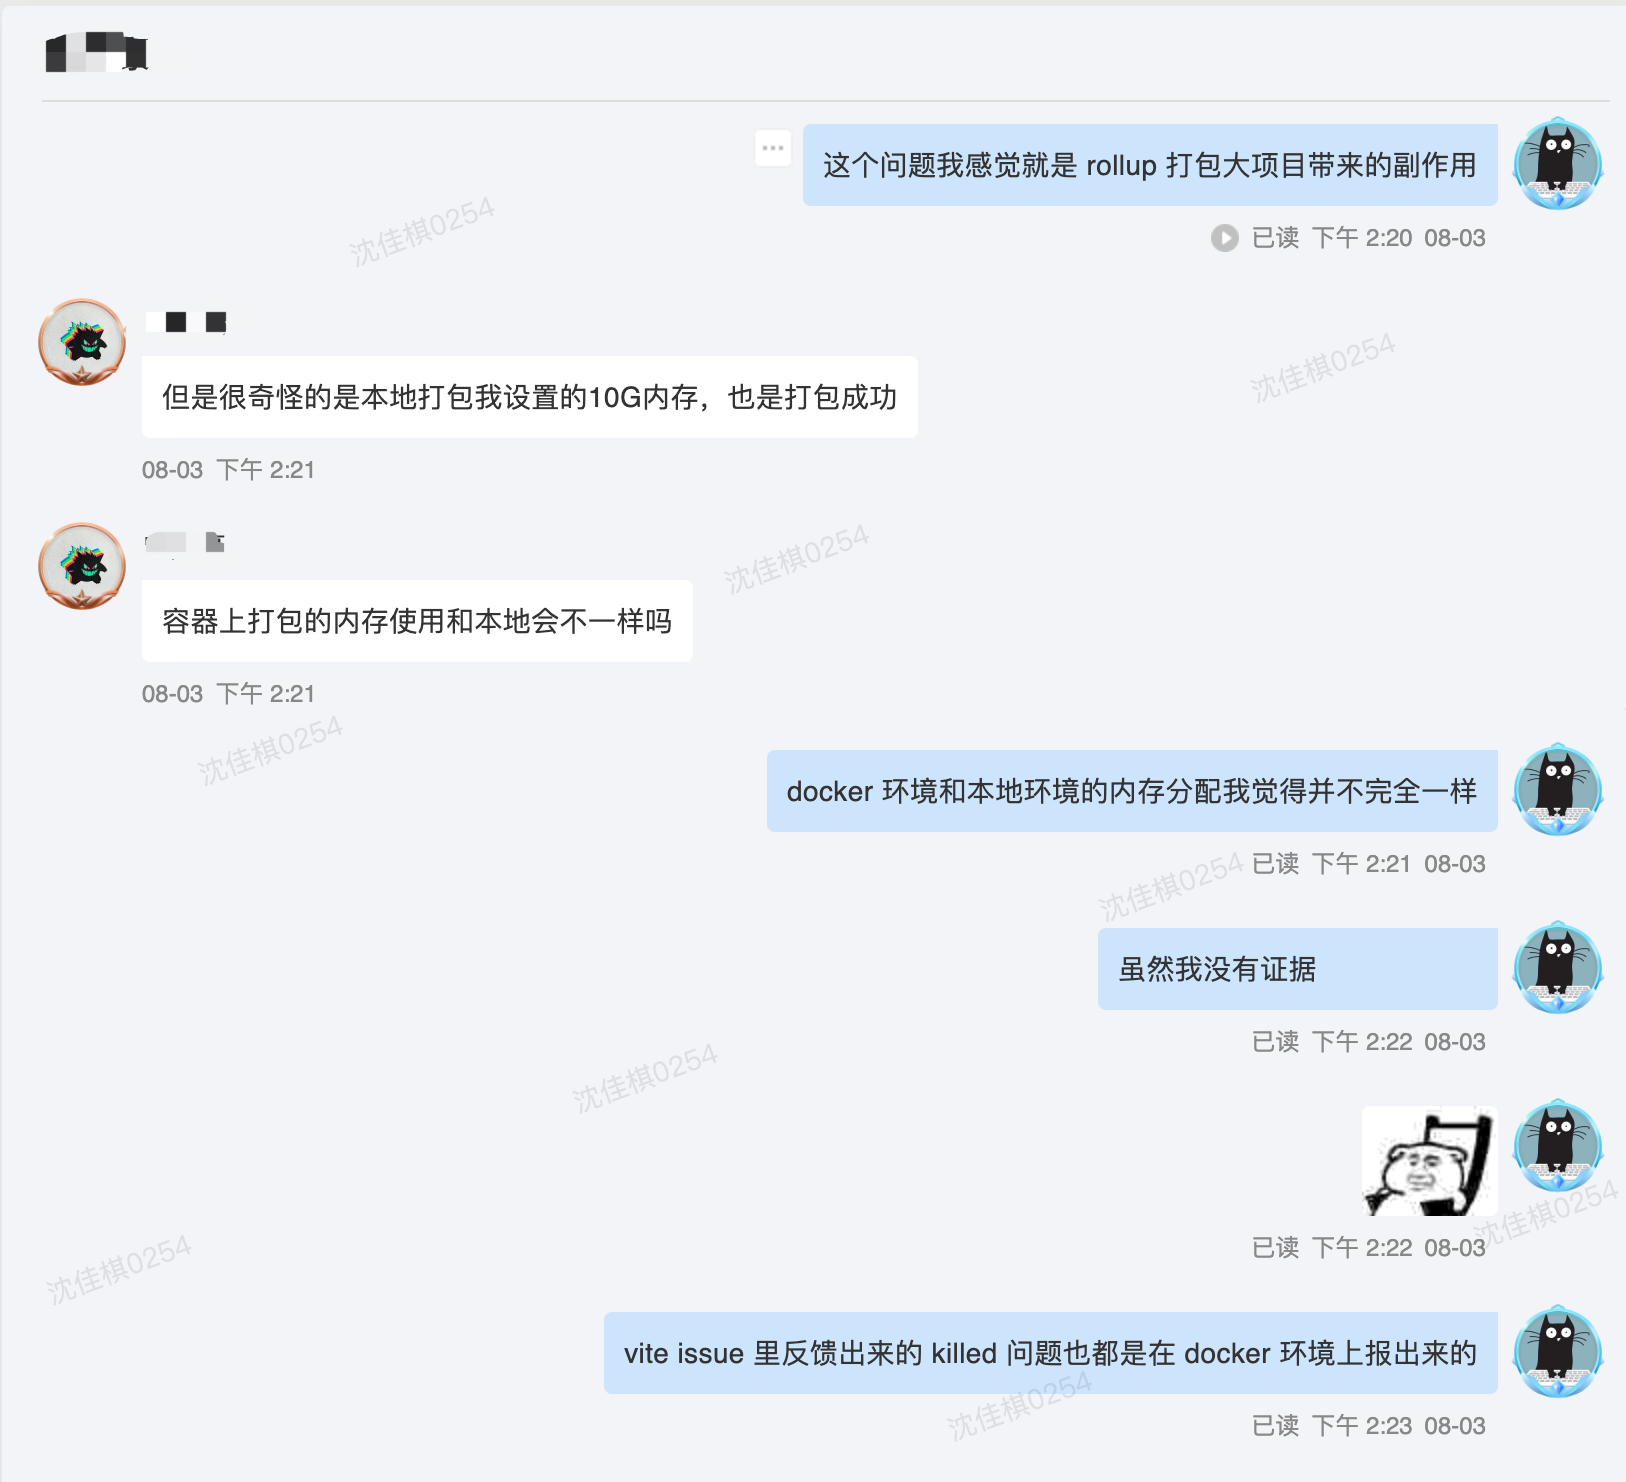 这个问题我感觉就是 rollup 打包大项目带来的副作用
已读 下午 2:20 08-03
沈佳棋0254
沈佳棋0254
但是很奇怪的是本地打包我设置的10G内存，也是打包成功
08-03 下午 2:21
沈佳棋0254
容器上打包的内存使用和本地会不一样吗
08-03 下午 2:21
沈佳棋0254
docker 环境和本地环境的内存分配我觉得并不完全一样
已读 下午 2:21 08-03
沈佳棋0254
虽然我没有证据
已读 下午 2:22 08-03
沈佳棋0254
沈佳棋0254
已读 下午 2:22 08-03
沈佳棋0254
vite issue 里反馈出来的 killed 问题也都是在 docker 环境上报出来的
沈佳棋0254
已读 下午 2:23 08-03